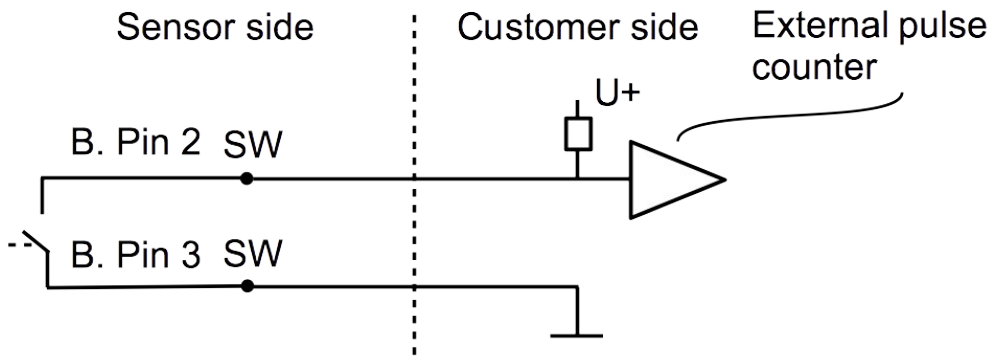 Sensor side
Customer side
External pulse
counter
U+
B. Pin 2 SW
B. Pin 3 SW